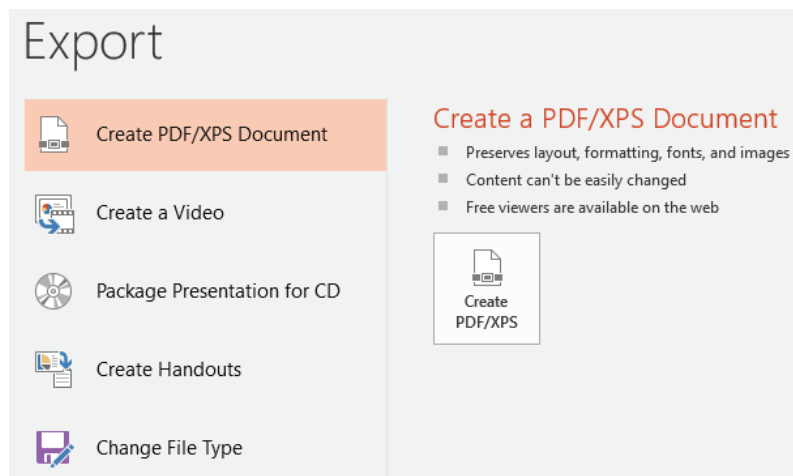 Export
Create PDF/XPS Document
Create a Video
Package Presentation for CD
Create Handouts
Change File Type
Create a PDF/XPS Document
Preserves layout, formatting, fonts, and images
Content can't be easily changed
Free viewers are available on the web
Create
PDF/XPS